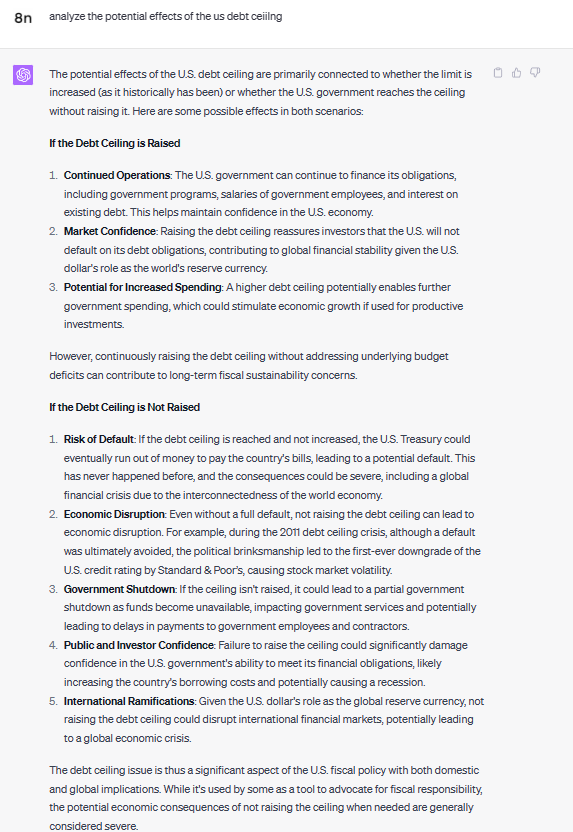 8n analyze the potential effects of the us debt ceiilng
The potential effects of the U.S. debt ceiling are primarily connected to whether the limit is
increased (as it historically has been) or whether the U.S. government reaches the ceiling
without raising it. Here are some possible effects in both scenarios:
If the Debt Ceiling is Raised
1. Continued Operations: The U.S. government can continue to finance its obligations,
including government programs, salaries of government employees, and interest on
existing debt. This helps maintain confidence in the U.S. economy.
2. Market Confidence: Raising the debt ceiling reassures investors that the U.S. will not
default on its debt obligations, contributing to global financial stability given the U.S.
dollar's role as the world's reserve currency.
3. Potential for Increased Spending: A higher debt ceiling potentially enables further
government spending, which could stimulate economic growth if used for productive
investments.
However, continuously raising the debt ceiling without addressing underlying budget
deficits can contribute to long-term fiscal sustainability concerns.
If the Debt Ceiling is Not Raised
1. Risk of Default: If the debt ceiling is reached and not increased, the U.S. Treasury could
eventually run out of money to pay the country's bills, leading to a potential default. This
has never happened before, and the consequences could be severe, including a global
financial crisis due to the interconnectedness of the world economy.
2. Economic Disruption: Even without a full default, not raising the debt ceiling can lead to
economic disruption. For example, during the 2011 debt ceiling crisis, although a default
was ultimately avoided, the political brinksmanship led to the first-ever downgrade of the
U.S. credit rating by Standard & Poor's, causing stock market volatility.
3. Government Shutdown: If the ceiling isn't raised, it could lead to a partial government
shutdown as funds become unavailable, impacting government services and potentially
leading to delays in payments to government employees and contractors.
4. Public and Investor Confidence: Failure to raise the ceiling could significantly damage
confidence in the U.S. government's ability to meet its financial obligations, likely
increasing the country's borrowing costs and potentially causing a recession.
5. International Ramifications: Given the U.S. dollar's role as the global reserve currency, not
raising the debt ceiling could disrupt international financial markets, potentially leading
to a global economic crisis.
The debt ceiling issue is thus a significant aspect of the U.S. fiscal policy with both domestic
and global implications. While it's used by some as a tool to advocate for fiscal responsibility,
the potential economic consequences of not raising the ceiling when needed are generally
considered severe.